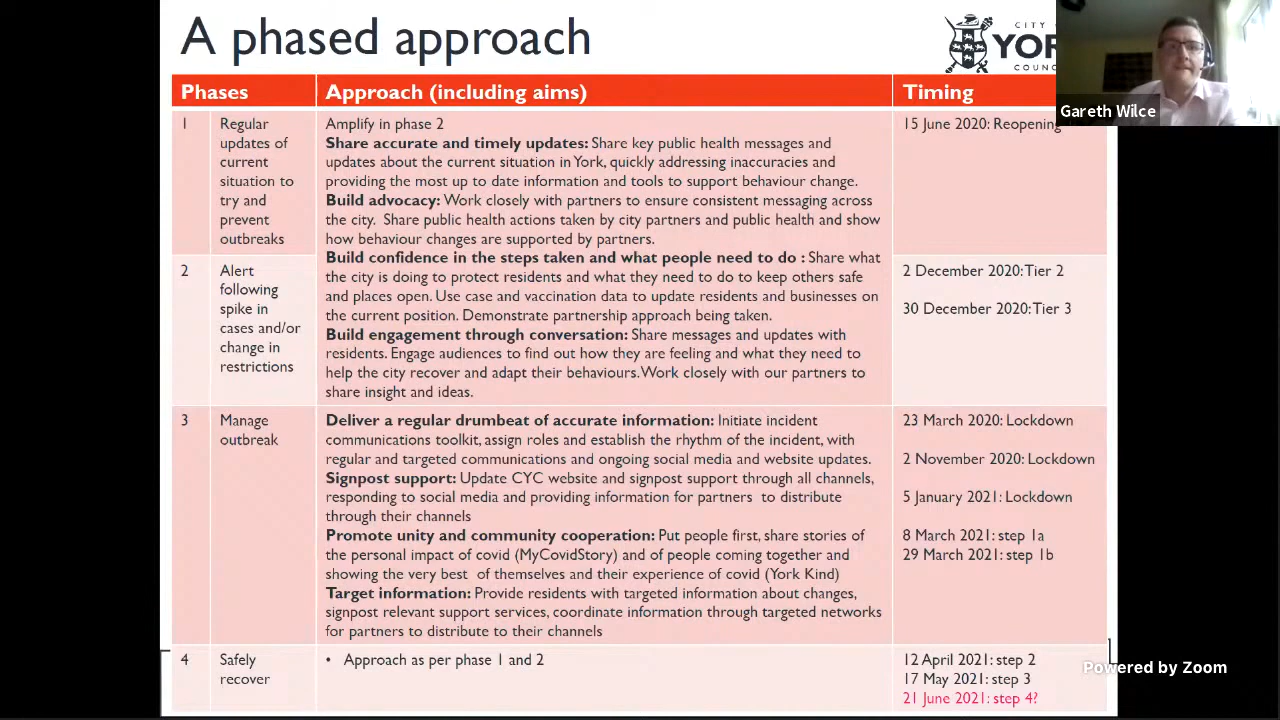 A phased approach
CITY
YOR
COUNC
Gareth Wilce
Phases
Approach (including aims)
Timing
1
Regular
updates of
current
situation to
try and
prevent
outbreaks
Amplify in phase 2
Share accurate and timely updates: Share key public health messages and
updates about the current situation in York, quickly addressing inaccuracies and
providing the most up to date information and tools to support behaviour change.
Build advocacy: Work closely with partners to ensure consistent messaging across
the city. Share public health actions taken by city partners and public health and show
how behaviour changes are supported by partners.
Build confidence in the steps taken and what people need to do : Share what
the city is doing to protect residents and what they need to do to keep others safe
and places open. Use case and vaccination data to update residents and businesses on
the current position. Demonstrate partnership approach being taken.
Build engagement through conversation: Share messages and updates with
residents. Engage audiences to find out how they are feeling and what they need to
help the city recover and adapt their behaviours. Work closely with our partners to
share insight and ideas.
15 June 2020: Reopening
2
Alert
following
spike in
cases and/or
change in
restrictions
2 December 2020: Tier 2
30 December 2020: Tier 3
3
Manage
outbreak
Deliver a regular drumbeat of accurate information: Initiate incident
communications toolkit, assign roles and establish the rhythm of the incident, with
regular and targeted communications and ongoing social media and website updates.
Signpost support: Update CYC website and signpost support through all channels,
responding to social media and providing information for partners to distribute
through their channels
Promote unity and community cooperation: Put people first, share stories of
the personal impact of covid (MyCovidStory) and of people coming together and
showing the very best of themselves and their experience of covid (York Kind)
Target information: Provide residents with targeted information about changes,
signpost relevant support services, coordinate information through targeted networks
for partners to distribute to their channels
23 March 2020: Lockdown
2 November 2020: Lockdown
5 January 2021: Lockdown
8 March 2021: step 1a
29 March 2021: step 1b
4
Safely
recover
• Approach as per phase 1 and 2
12 April 2021: step 2
17 May 2021: step 3
21 June 2021: step 4?
Powered by Zoom